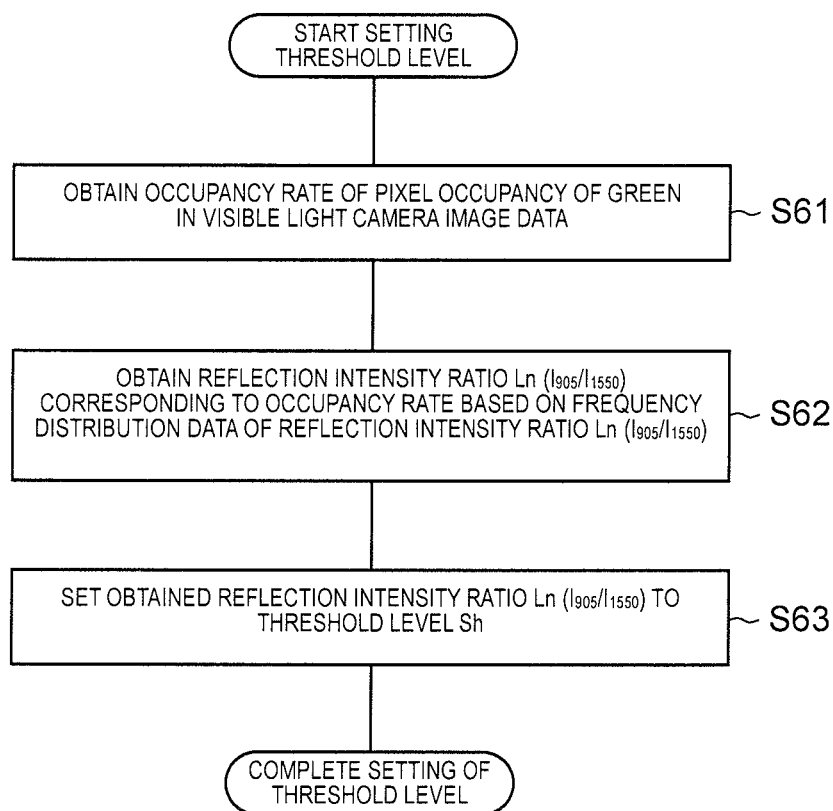 START SETTING
THRESHOLD LEVEL
OBTAIN OCCUPANCY RATE OF PIXEL OCCUPANCY OF GREEN
IN VISIBLE LIGHT CAMERA IMAGE DATA
S61
OBTAIN REFLECTION INTENSITY RATIO Ln (I905/I1550)
CORRESPONDING TO OCCUPANCY RATE BASED ON FREQUENCY
DISTRIBUTION DATA OF REFLECTION INTENSITY RATIO Ln (I905/I1550)
S62
SET OBTAINED REFLECTION INTENSITY RATIO Ln (I905/I1550) TO
THRESHOLD LEVEL Sh
S63
COMPLETE SETTING OF
THRESHOLD LEVEL